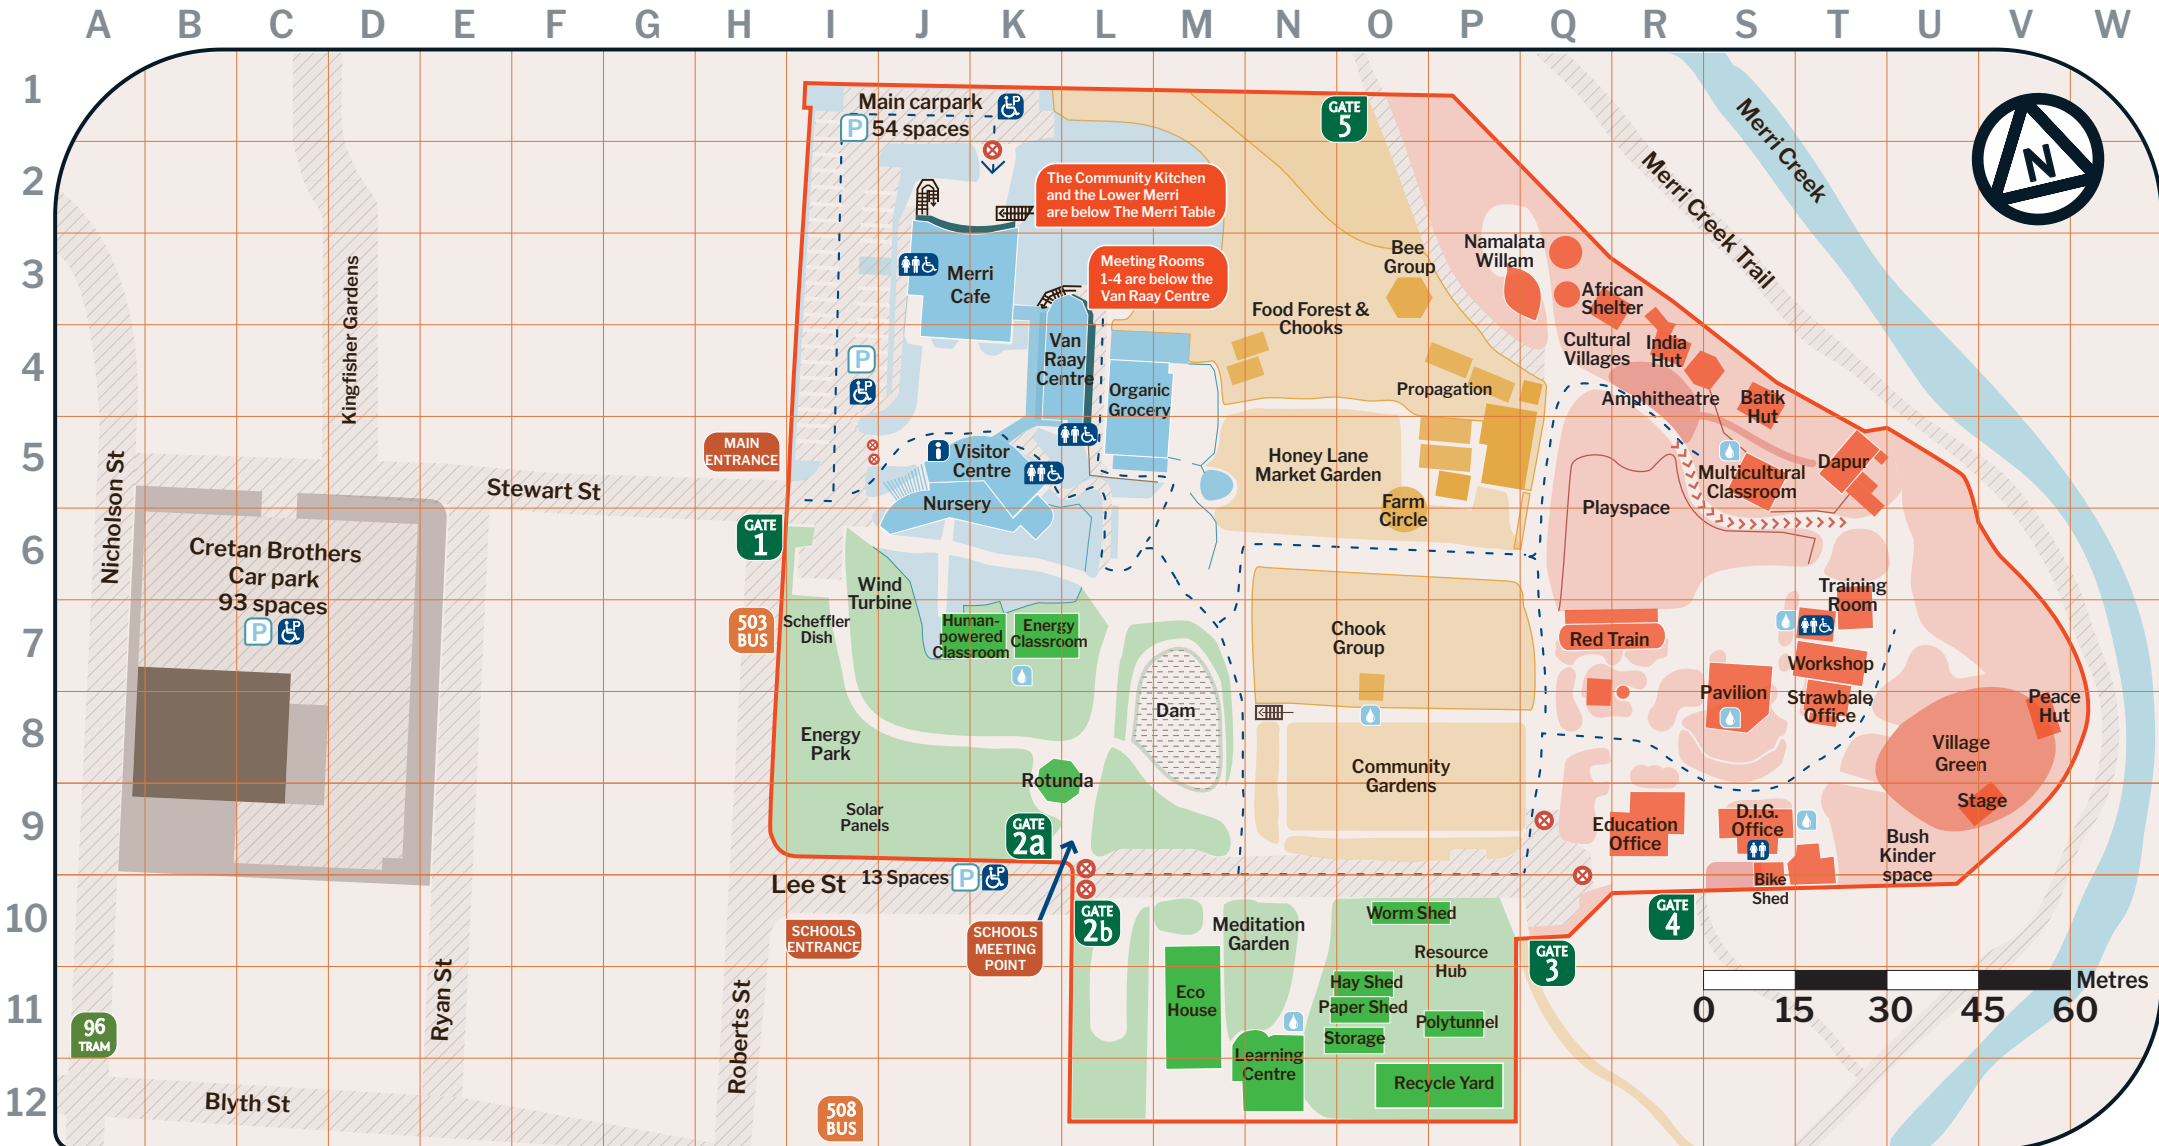 A B C D E F G H I J K L M N O P Q R S T U V W
1
2
3
4
5
6
7
8
9
10
11
12
Main carpark
P 54 spaces
GATE
5
Merri Creek
Merri Creek Trail
N
The Community Kitchen
and the Lower Merri
are below The Merri Table
Meeting Rooms
1-4 are below the
Van Raay Centre
Merri
Cafe
Bee
Group
Namalata
Willam
African
Shelter
Food Forest &
Chooks
Kingfisher Gardens
P
P
Van
Raay
Centre
Organic
Grocery
Cultural
Villages
India
Hut
Propagation
Amphitheatre
Batik
Hut
MAIN
ENTRANCE
Nicholson St
Stewart St
i
Visitor
Centre
Nursery
Honey Lane
Market Garden
Farm
Circle
Multicultural
Classroom
Dapur
Playspace
GATE
1
Cretan Brothers
Car park
93 spaces
P
P
Wind
Turbine
Training
Room
503
BUS
Scheffler
Dish
Human-
powered
Classroom
Energy
Classroom
Chook
Group
Red Train
Workshop
Pavilion
Strawbale
Office
Peace
Hut
Dam
Energy
Park
Village
Green
Rotunda
Community
Gardens
Stage
Solar
Panels
GATE
2a
Education
Office
D.I.G.
Office
Bush
Kinder
space
Lee St
13 Spaces P
P
Bike
Shed
SCHOOLS
ENTRANCE
SCHOOLS
MEETING
POINT
GATE
2b
Meditation
Garden
Worm Shed
GATE
4
GATE
3
Resource
Hub
Ryan St
Roberts St
Eco
House
Hay Shed
Paper Shed
Polytunnel
Storage
Metres
0 15 30 45 60
96
TRAM
Learning
Centre
Recycle Yard
Blyth St
508
BUS